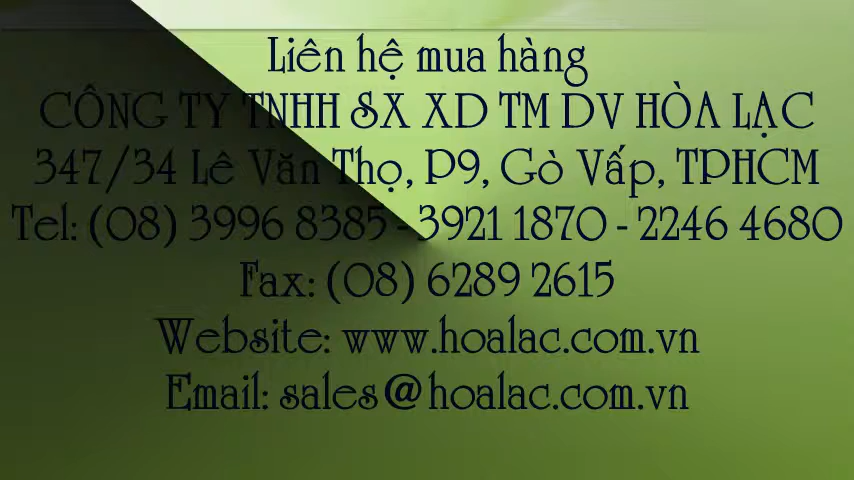 Liên hệ mua hàng
CÔNG TY TNHH SX XD TM DV HÒA LẠC
347/34 Lê Văn Thọ, P9, Gò Vấp, TPHCM
Tel: (08) 3996 8385 - 3921 1870 - 2246 4680
Fax: (08) 6289 2615
Website: www.hoalac.com.vn
Email: sales@hoalac.com.vn